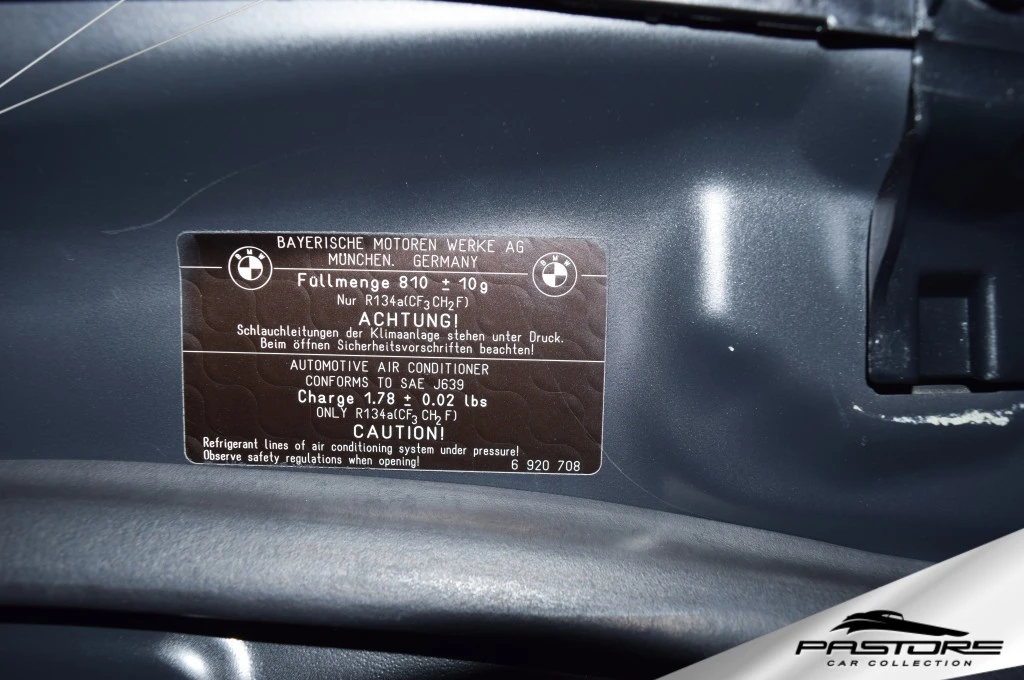 BAYERISCHE MOTOREN WERKE AG
MÜNCHEN. GERMANY
BMW
BMW
Füllmenge 810 ± 10g
Nur R134a(CF₃CH₂F)
ACHTUNG!
Schlauchleitungen der Klimaanlage stehen unter Druck.
Beim öffnen Sicherheitsvorschriften beachten!
AUTOMOTIVE AIR CONDITIONER
CONFORMS TO SAE J639
Charge 1.78 ± 0.02 lbs
ONLY R134a(CF₃CH₂F)
CAUTION!
Refrigerant lines of air conditioning system under pressure!
Observe safety regulations when opening!
6 920 708
PASTORE
CAR COLLECTION